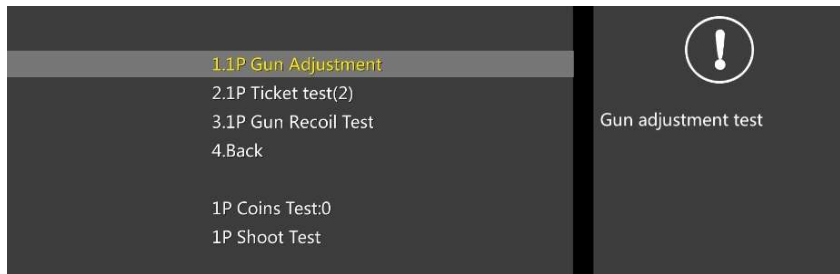 1.1P Gun Adjustment
2.1P Ticket test(2)
3.1P Gun Recoil Test
4.Back
1P Coins Test:0
1P Shoot Test
!
Gun adjustment test